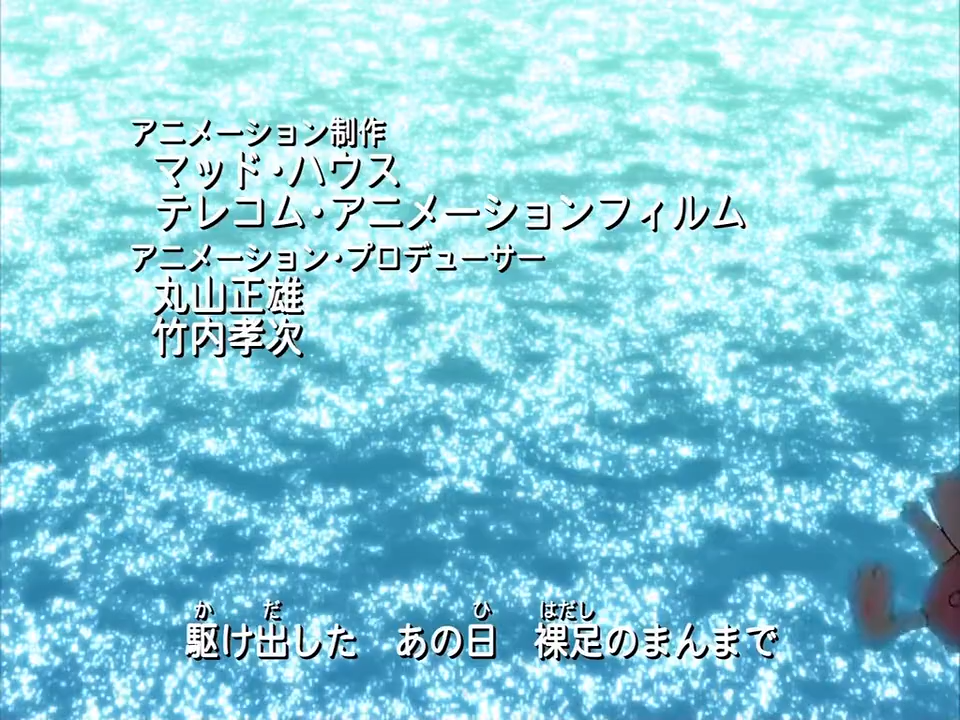 アニメーション制作
マッド・ハウス
テレコム・アニメーションフィルム
アニメーション・プロデューサー
丸山正雄
竹内孝次
か だ ひ はだし
駆け出した あの日 裸足のまんまで